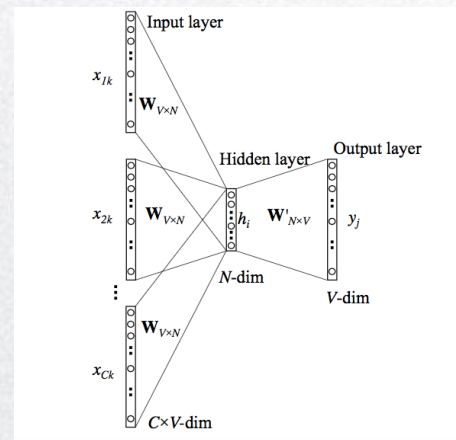 Input layer
x1k
WV×N
Hidden layer
Output layer
x2k
WV×N
hi
W'N×V
yj
N-dim
V-dim
WV×N
xCk
C×V-dim